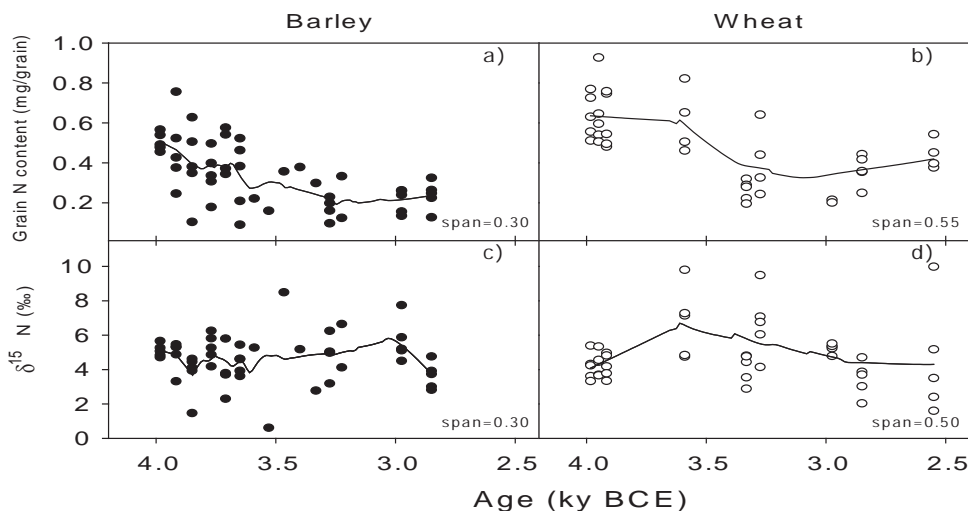 Barley Wheat
Grain N content (mg/grain)
1.0
0.8
0.6
0.4
0.2
a)
span=0.30
b)
span=0.55
δ15 N (‰)
10
8
6
4
2
0
c)
span=0.30
d)
span=0.50
4.0 3.5 3.0 2.5 4.0 3.5 3.0 2.5
Age (ky BCE)